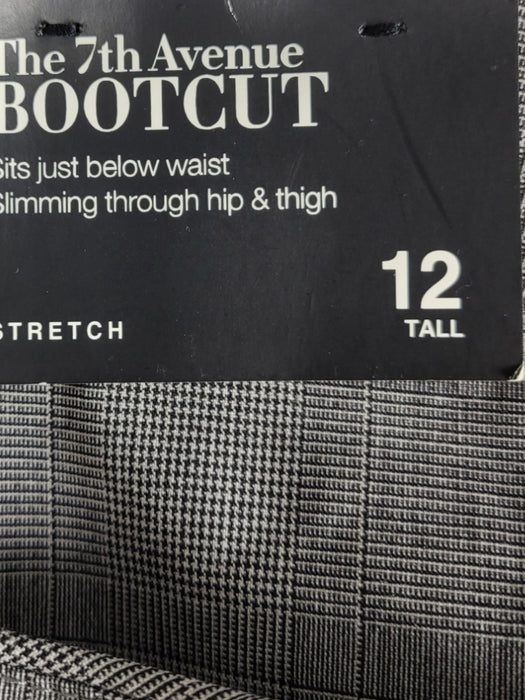 The 7th Avenue
BOOTCUT
Sits just below waist
Slimming through hip & thigh
12
TALL
STRETCH